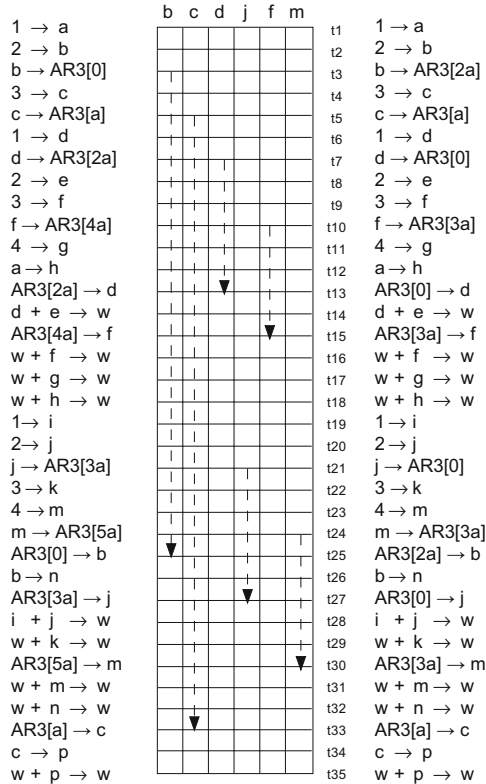 b c d j f m
1 → a t1 1 → a
2 → b t2 2 → b
b → AR3[0] t3 b → AR3[2a]
3 → c t4 3 → c
c → AR3[a] t5 c → AR3[a]
1 → d t6 1 → d
d → AR3[2a] t7 d → AR3[0]
2 → e t8 2 → e
3 → f t9 3 → f
f → AR3[4a] t10 f → AR3[3a]
4 → g t11 4 → g
a → h t12 a → h
AR3[2a] → d t13 AR3[0] → d
d + e → w t14 d + e → w
AR3[4a] → f t15 AR3[3a] → f
w + f → w t16 w + f → w
w + g → w t17 w + g → w
w + h → w t18 w + h → w
1 → i t19 1 → i
2 → j t20 2 → j
j → AR3[3a] t21 j → AR3[0]
3 → k t22 3 → k
4 → m t23 4 → m
m → AR3[5a] t24 m → AR3[3a]
AR3[0] → b t25 AR3[2a] → b
b → n t26 b → n
AR3[3a] → j t27 AR3[0] → j
i + j → w t28 i + j → w
w + k → w t29 w + k → w
AR3[5a] → m t30 AR3[3a] → m
w + m → w t31 w + m → w
w + n → w t32 w + n → w
AR3[a] → c t33 AR3[a] → c
c → p t34 c → p
w + p → w t35 w + p → w